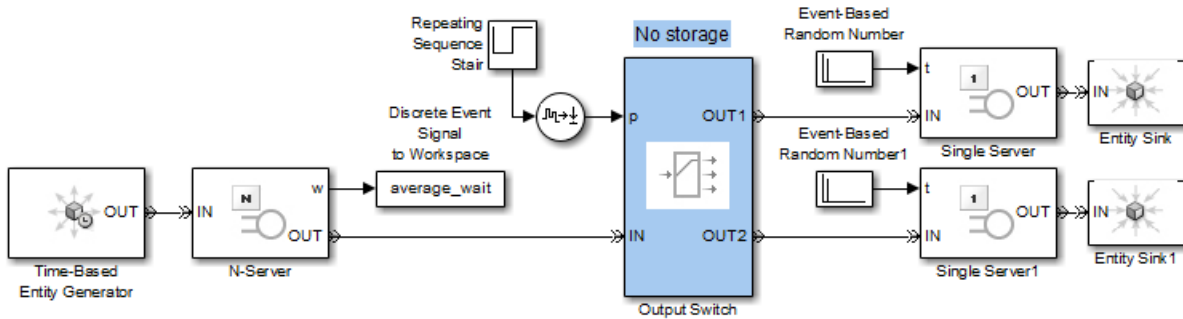 Repeating
Sequence
Stair
No storage
Event-Based
Random Number
t
1
OUT
IN
Single Server
IN
Entity Sink
Discrete Event
Signal
to Workspace
average_wait
p
OUT1
IN
OUT2
Output Switch
Event-Based
Random Number1
t
1
OUT
IN
Single Server1
IN
Entity Sink1
OUT
Time-Based
Entity Generator
IN
N
w
OUT
N-Server